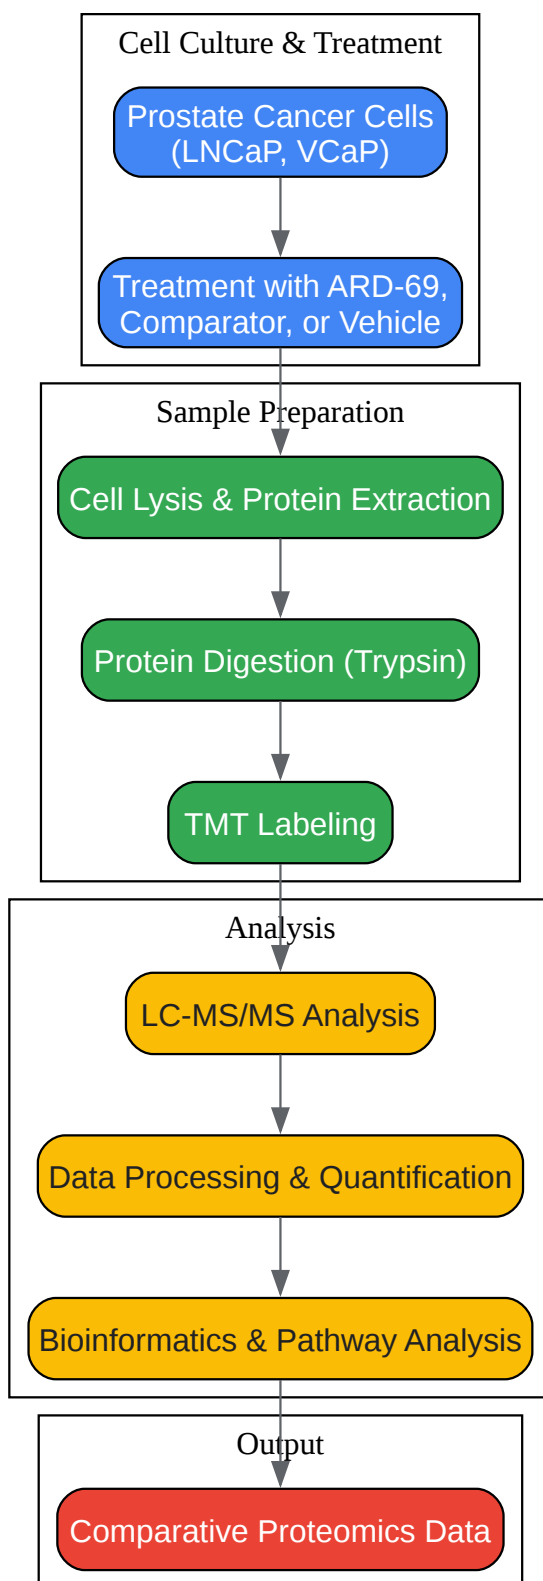 Cell Culture & Treatment
Prostate Cancer Cells
(LNCaP, VCaP)
Treatment with ARD-69,
Comparator, or Vehicle
Sample Preparation
Cell Lysis & Protein Extraction
Protein Digestion (Trypsin)
TMT Labeling
Analysis
LC-MS/MS Analysis
Data Processing & Quantification
Bioinformatics & Pathway Analysis
Output
Comparative Proteomics Data